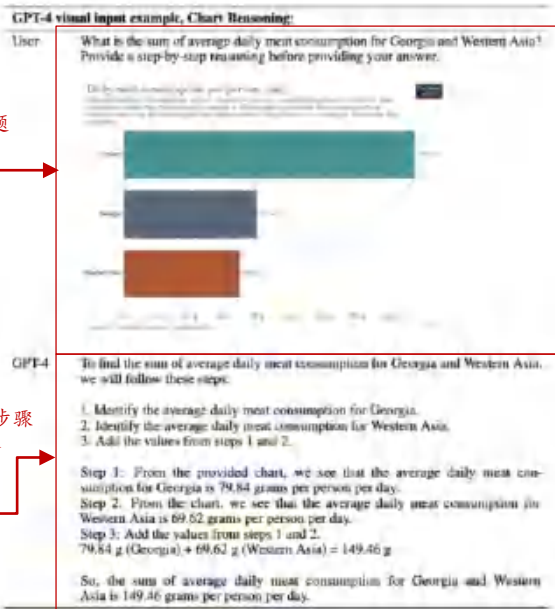 GPT-4 visual input example, Chart Reasoning:
User
What is the sum of average daily meat consumption for Georgia and Western Asia?
Provide a step-by-step reasoning before providing your answer.
题
GPT-4
To find the sum of average daily meat consumption for Georgia and Western Asia,
we will follow these steps:
1. Identify the average daily meat consumption for Georgia.
2. Identify the average daily meat consumption for Western Asia.
3. Add the values from steps 1 and 2.
步骤
Step 1: From the provided chart, we see that the average daily meat con-
sumption for Georgia is 79.84 grams per person per day.
Step 2: From the chart, we see that the average daily meat consumption for
Western Asia is 69.62 grams per person per day.
Step 3: Add the values from steps 1 and 2.
79.84 g (Georgia) + 69.62 g (Western Asia) = 149.46 g
So, the sum of average daily meat consumption for Georgia and Western
Asia is 149.46 grams per person per day.